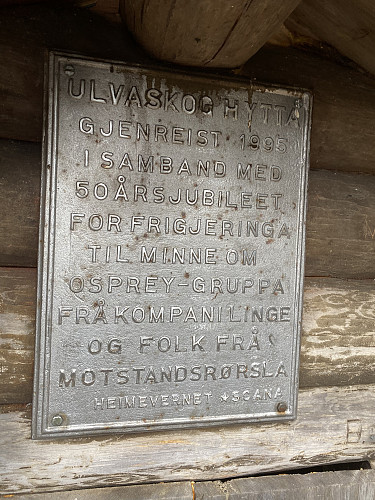 ULVASKOG HYTTA
GJENREIST 1995
I SAMBAND MED
50 ÅRSJUBILEET
FOR FRIGJERINGA
TIL MINNE OM
OSPREY-GRUPPA
FRÅ KOMPANI LINGE
OG FOLK FRÅ
MOTSTANDSRØRSLA
HEIMEVERNET *SCANA
B